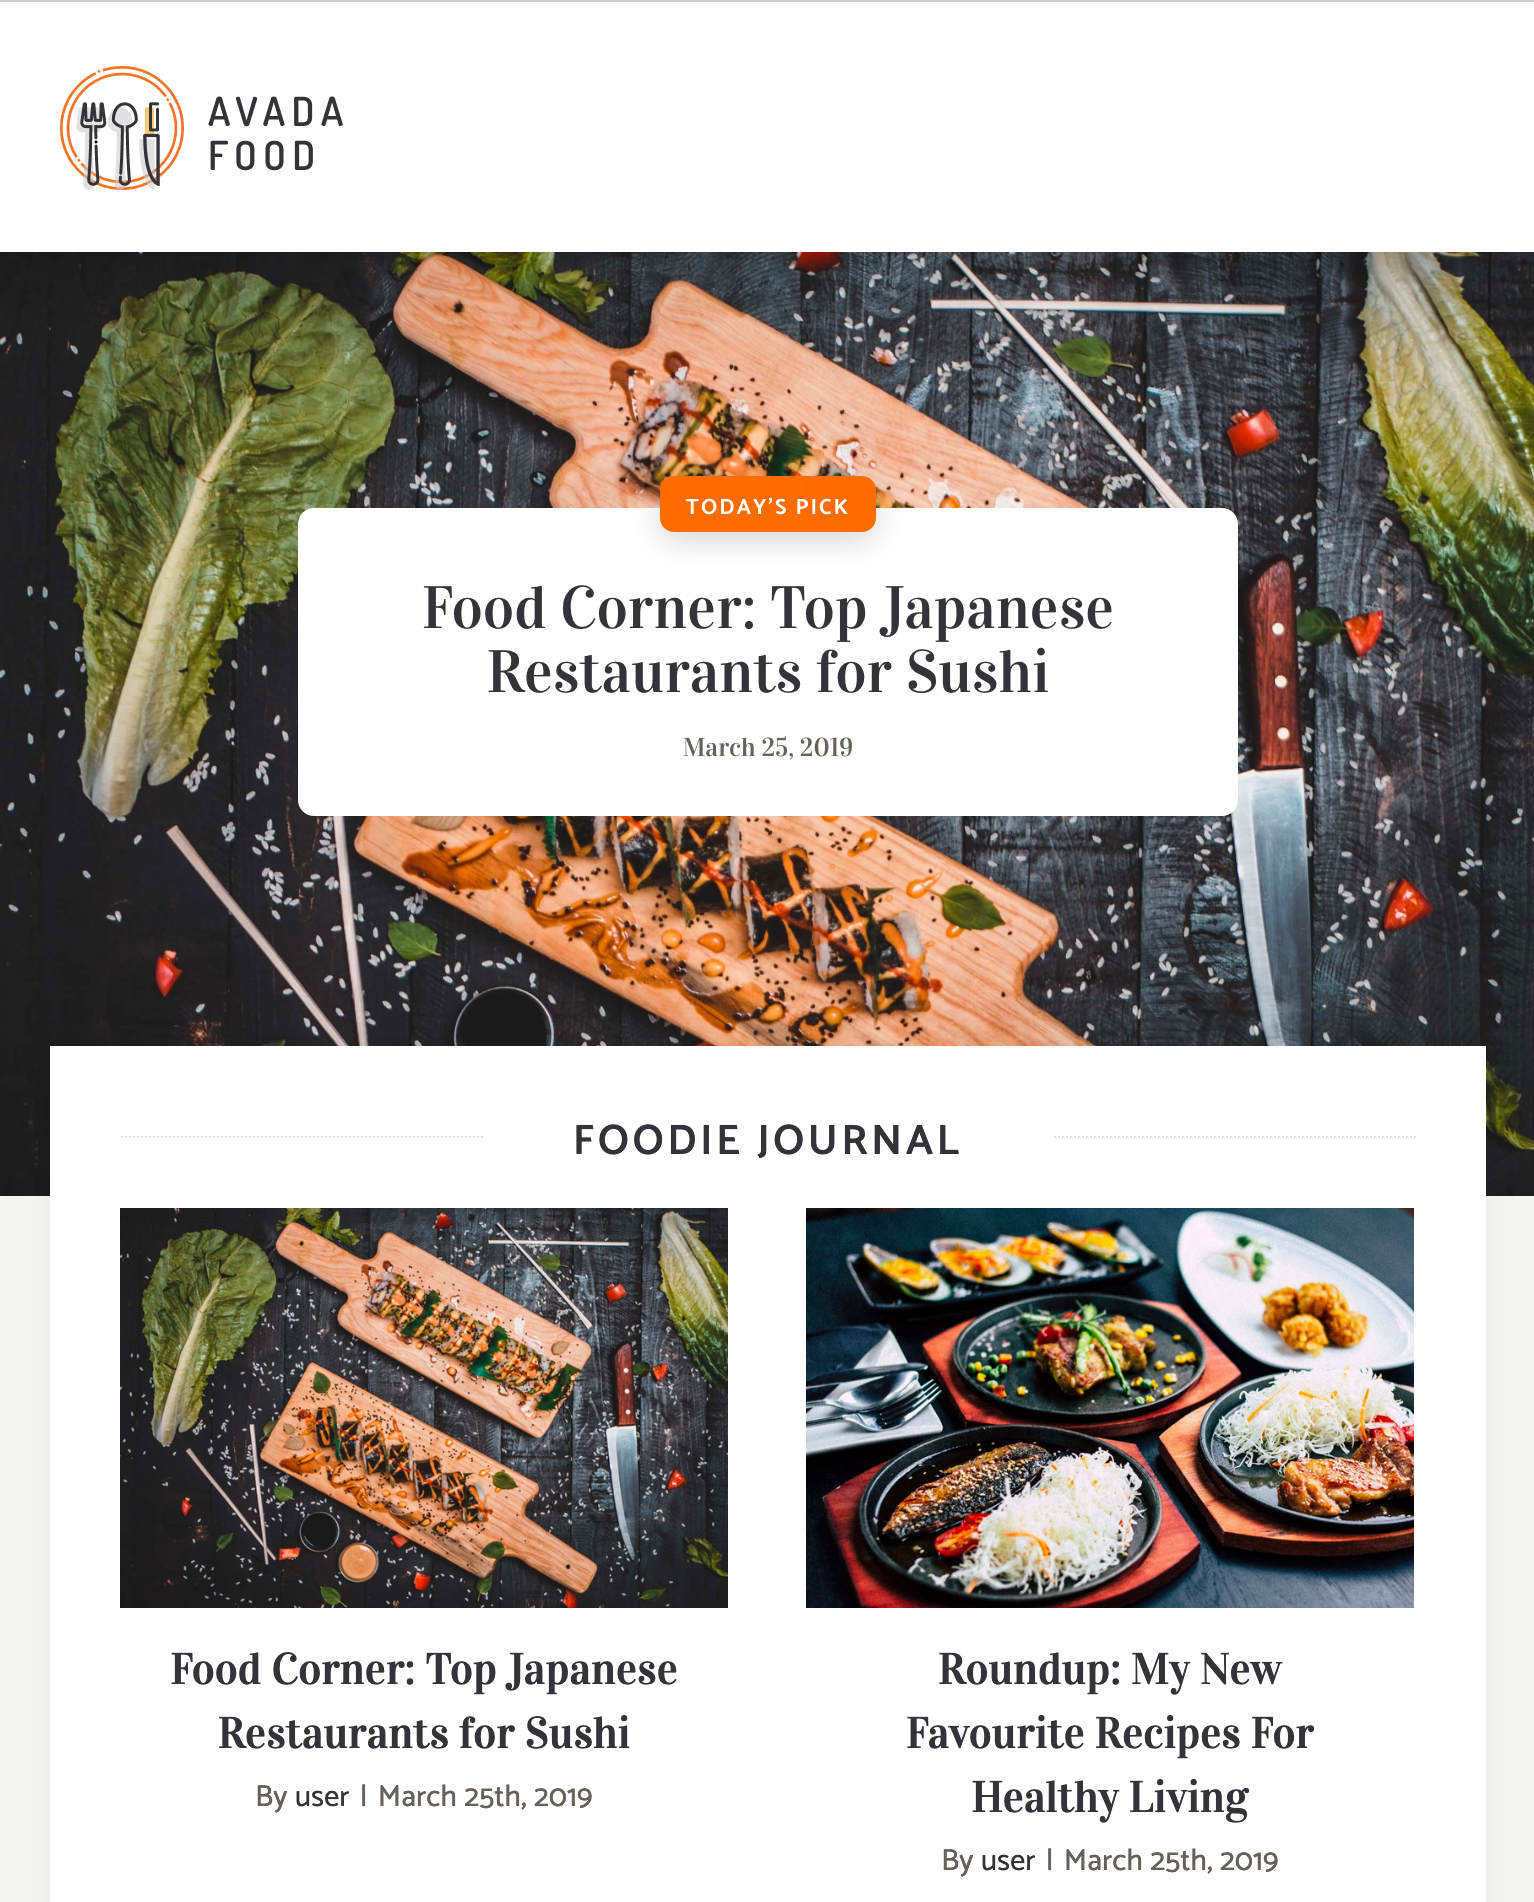 AVADA
FOOD
TODAY’S PICK
Food Corner: Top Japanese
Restaurants for Sushi
March 25, 2019
FOODIE JOURNAL
Food Corner: Top Japanese
Restaurants for Sushi
By user | March 25th, 2019
Roundup: My New
Favourite Recipes For
Healthy Living
By user | March 25th, 2019